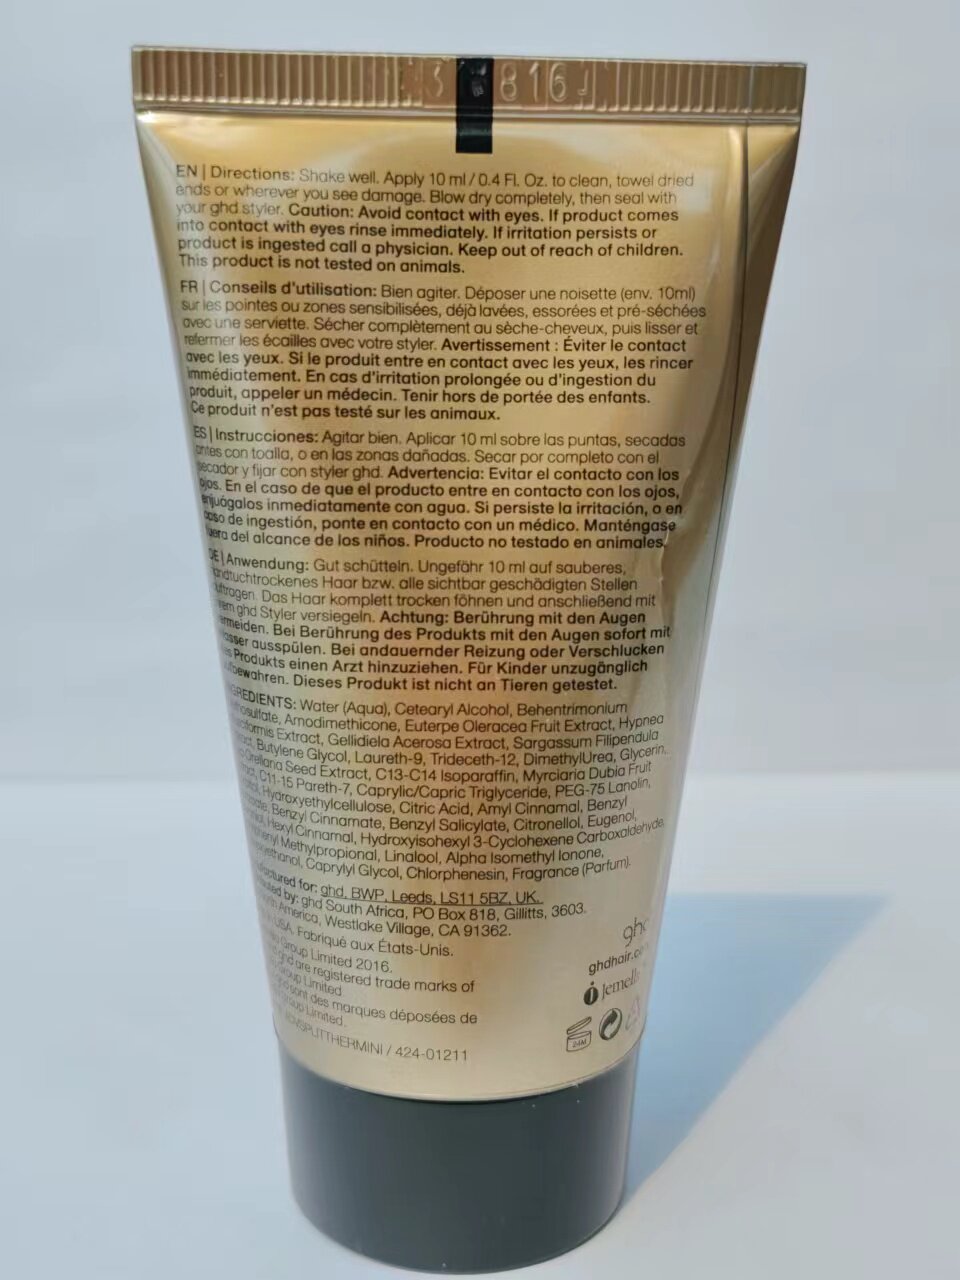 816
EN | Directions: Shake well. Apply 10 ml / 0.4 Fl. Oz. to clean, towel dried
ends or wherever you see damage. Blow dry completely, then seal with
your ghd styler. Caution: Avoid contact with eyes. If product comes
into contact with eyes rinse immediately. If irritation persists or
product is ingested call a physician. Keep out of reach of children.
This product is not tested on animals.
FR | Conseils d'utilisation: Bien agiter. Déposer une noisette (env. 10ml)
sur les pointes ou zones sensibilisées, déjà lavées, essorées et pré-séchées
avec une serviette. Sécher complètement au sèche-cheveux, puis lisser et
refermer les écailles avec votre styler. Avertissement : Éviter le contact
avec les yeux. Si le produit entre en contact avec les yeux, les rincer
immédiatement. En cas d'irritation prolongée ou d'ingestion du
produit, appeler un médecin. Tenir hors de portée des enfants.
Ce produit n'est pas testé sur les animaux.
ES | Instrucciones: Agitar bien. Aplicar 10 ml sobre las puntas, secadas
antes con toalla, o en las zonas dañadas. Secar por completo con el
secador y fijar con styler ghd. Advertencia: Evitar el contacto con los
ojos. En el caso de que el producto entre en contacto con los ojos,
enjuágalos inmediatamente con agua. Si persiste la irritación, o en
caso de ingestión, ponte en contacto con un médico. Manténgase
fuera del alcance de los niños. Producto no testado en animales.
DE | Anwendung: Gut schütteln. Ungefähr 10 ml auf sauberes,
handtuchtrockenes Haar bzw. alle sichtbar geschädigten Stellen
auftragen. Das Haar komplett trocken föhnen und anschließend mit
ghd Styler versiegeln. Achtung: Berührung mit den Augen
vermeiden. Bei Berührung des Produkts mit den Augen sofort mit
Wasser ausspülen. Bei andauernder Reizung oder Verschlucken
des Produkts einen Arzt hinzuziehen. Für Kinder unzugänglich
aufbewahren. Dieses Produkt ist nicht an Tieren getestet.
INGREDIENTS: Water (Aqua), Cetearyl Alcohol, Behentrimonium
Methosulfate, Amodimethicone, Euterpe Oleracea Fruit Extract, Hypnea
Extract, Gellidiela Acerosa Extract, Sargassum Filipendula
Butylene Glycol, Laureth-9, Trideceth-12, DimethylUrea, Glycerin,
Orellana Seed Extract, C13-C14 Isoparaffin, Myrciaria Dubia Fruit
C11-15 Pareth-7, Caprylic/Capric Triglyceride, PEG-75 Lanolin,
Hydroxyethylcellulose, Citric Acid, Amyl Cinnamal, Benzyl
Benzyl Cinnamate, Benzyl Salicylate, Citronellol, Eugenol,
Hexyl Cinnamal, Hydroxyisohexyl 3-Cyclohexene Carboxaldehyde,
Methylpropional, Linalool, Alpha Isomethyl Ionone,
Caprylyl Glycol, Chlorphenesin, Fragrance (Parfum).
for: ghd, BWP, Leeds, LS11 5BZ, UK.
by: ghd South Africa, PO Box 818, Gillitts, 3603.
North America, Westlake Village, CA 91362.
USA. Fabriqué aux États-Unis.
Group Limited 2016.
ghd are registered trade marks of
Group Limited.
ghd sont des marques déposées de
Group Limited.
/ 424-01211
ghd
ghdhair.co
Jemella
24M